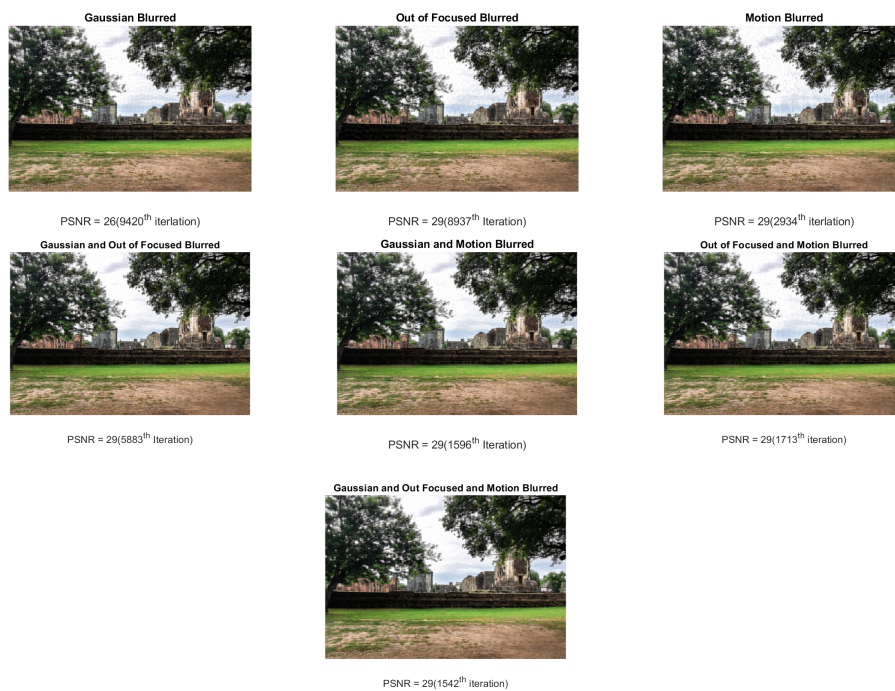 Gaussian Blurred
Out of Focused Blurred
Motion Blurred
PSNR = 26(9420th iterlation)
PSNR = 29(8937th Iteration)
PSNR = 29(2934th iterlation)
Gaussian and Out of Focused Blurred
Gaussian and Motion Blurred
Out of Focused and Motion Blurred
PSNR = 29(5883th Iteration)
PSNR = 29(1596th Iteration)
PSNR = 29(1713th iteration)
Gaussian and Out Focused and Motion Blurred
PSNR = 29(1542th iteration)